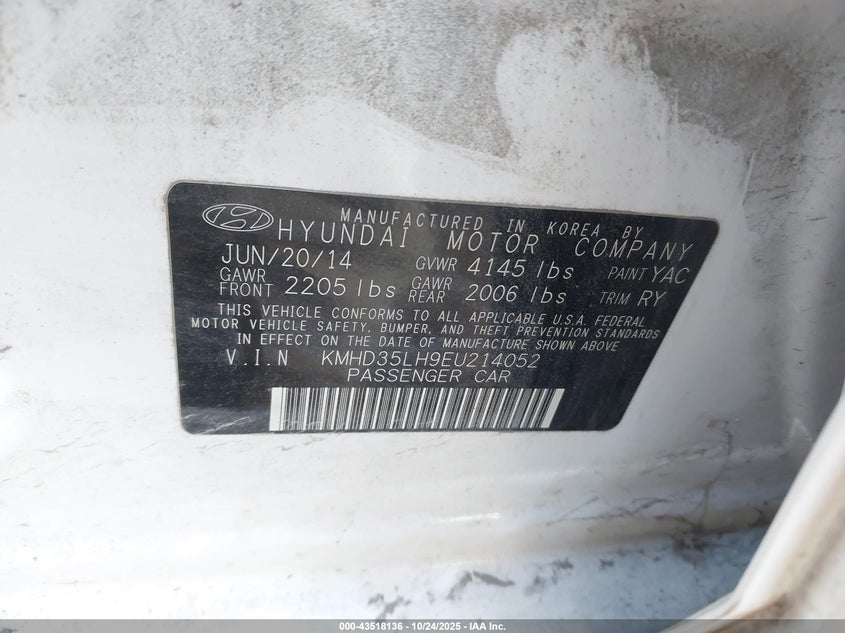 MANUFACTURED IN KOREA BY
HYUNDAI MOTOR COMPANY
JUN/20/14 GVWR 4145 lbs PAINT YAC
GAWR FRONT 2205 lbs GAWR REAR 2006 lbs TRIM RY
THIS VEHICLE CONFORMS TO ALL APPLICABLE U.S.A. FEDERAL
MOTOR VEHICLE SAFETY, BUMPER, AND THEFT PREVENTION STANDARDS
IN EFFECT ON THE DATE OF MANUFACTURE SHOWN ABOVE
V.I.N KMHD35LH9EU214052
PASSENGER CAR
000-43518136 - 10/24/2025 - IAA Inc.